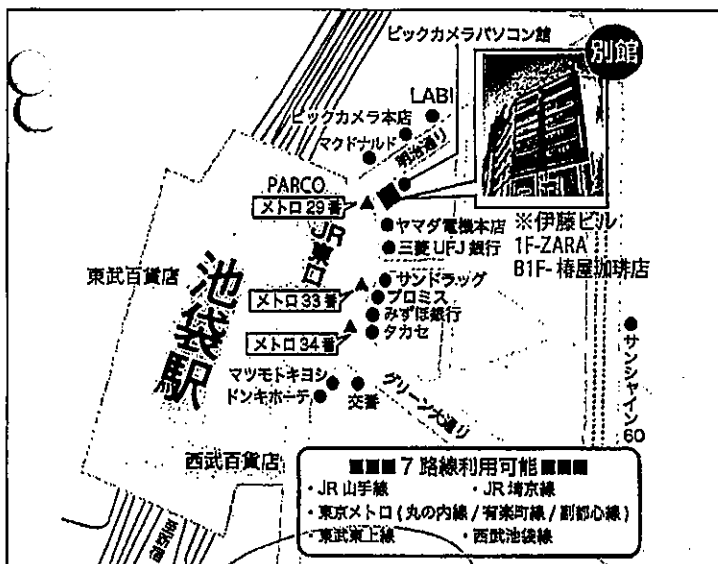 ビックカメラパソコン館
別館
LABI
ビックカメラ本店
マクドナルド
明治通り
PARCO
メトロ29番
JR東口
ヤマダ電機本店
三菱UFJ銀行
※伊藤ビル
1F-ZARA
B1F-椿屋珈琲店
東武百貨店
池袋駅
サンドラッグ
メトロ33番
プロミス
みずほ銀行
メトロ34番
タカセ
サンシャイン60
マツモトキヨシ
ドンキホーテ
交番
グリーン大通り
西武百貨店
■■■7路線利用可能■■■
・JR山手線 ・JR埼京線
・東京メトロ(丸の内線/有楽町線/副都心線)
・東武東上線 ・西武池袋線